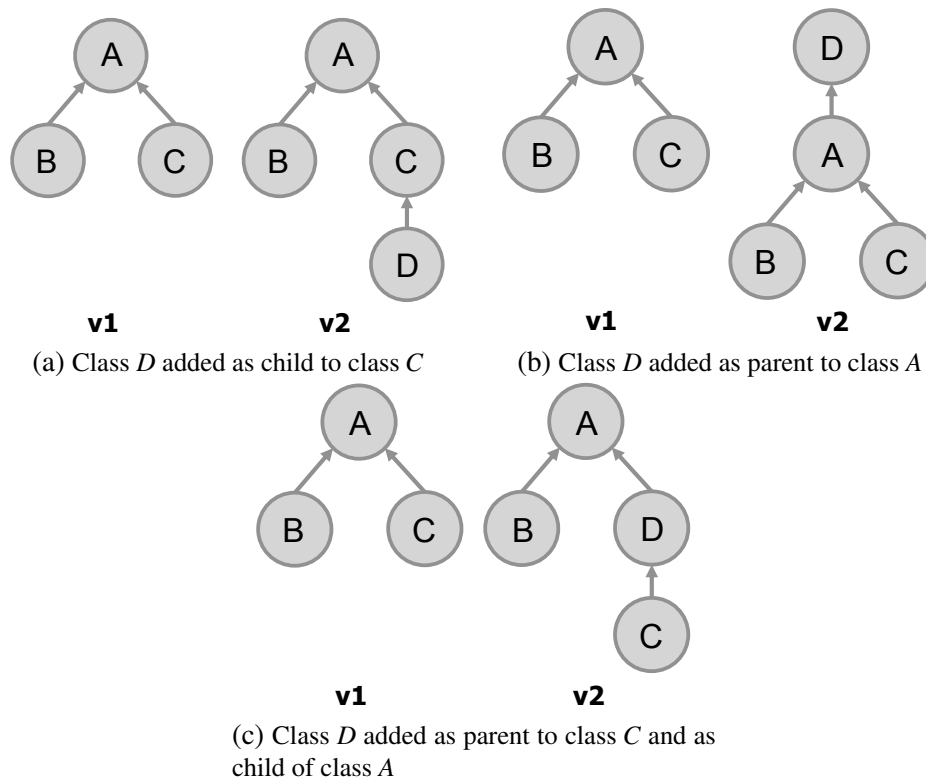 A
B C
A
B C
D
v1 v2
(a) Class D added as child to class C
A
B C
D
A
B C
v1 v2
(b) Class D added as parent to class A
A
B C
A
B D
C
v1 v2
(c) Class D added as parent to class C and as
child of class A